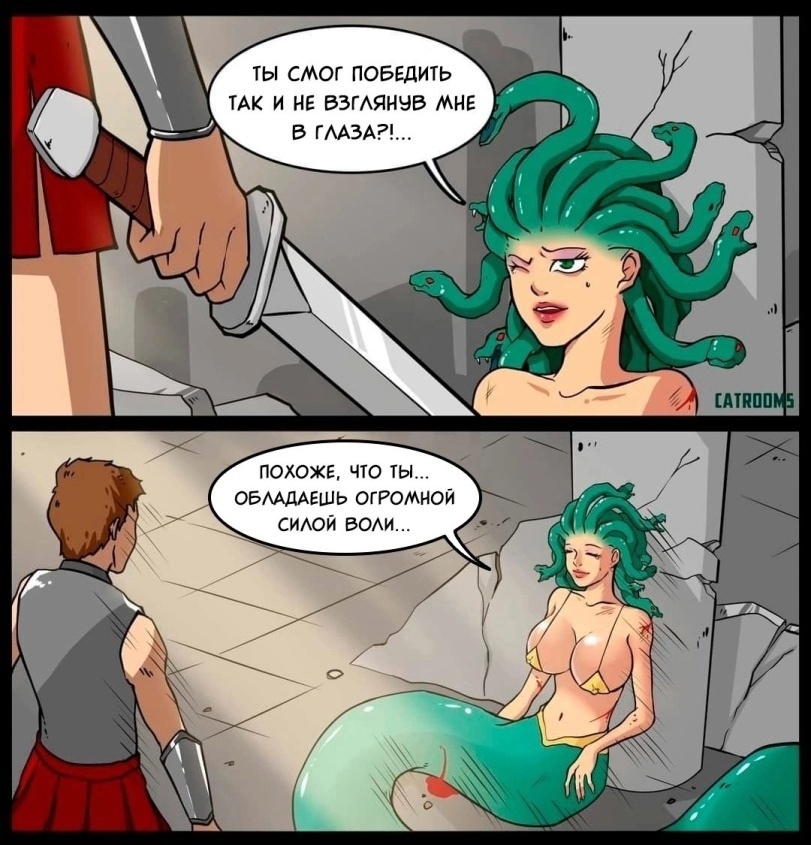 ТЫ СМОГ ПОБЕДИТЬ
ТАК И НЕ ВЗГЛЯНУВ МНЕ
В ГЛАЗА?!...
CATROOMS
ПОХОЖЕ, ЧТО ТЫ...
ОБЛАДАЕШЬ ОГРОМНОЙ
СИЛОЙ ВОЛИ...